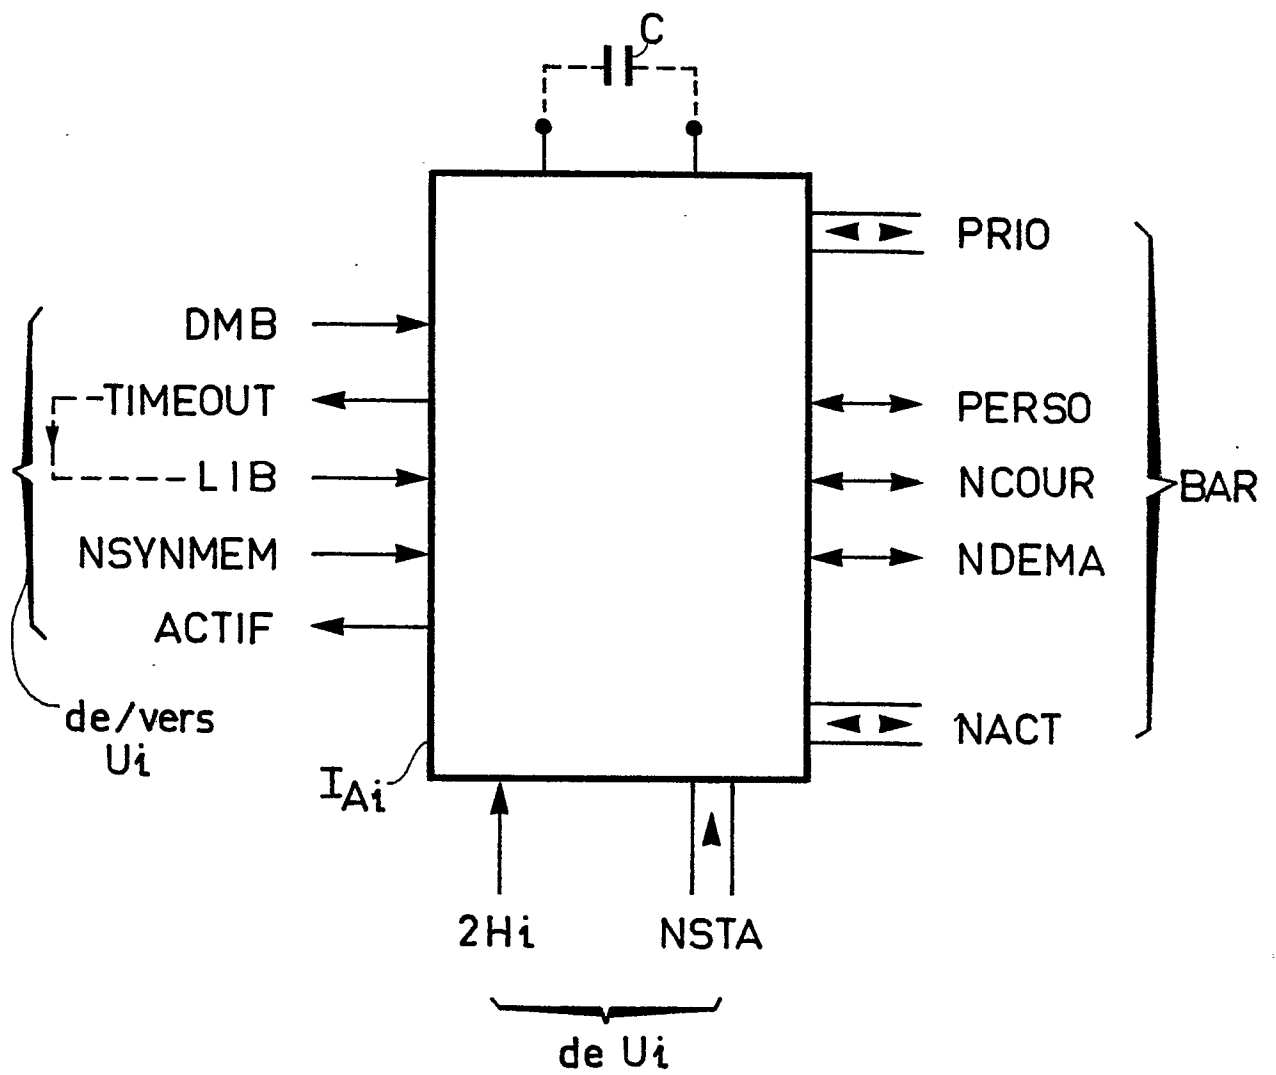 C
PRIO
DMB
TIMEOUT
PERSO
LIB
NCOUR
BAR
NSYNMEM
NDEMA
ACTIF
de/vers
Ui
NACT
IAi
2Hi
NSTA
de Ui